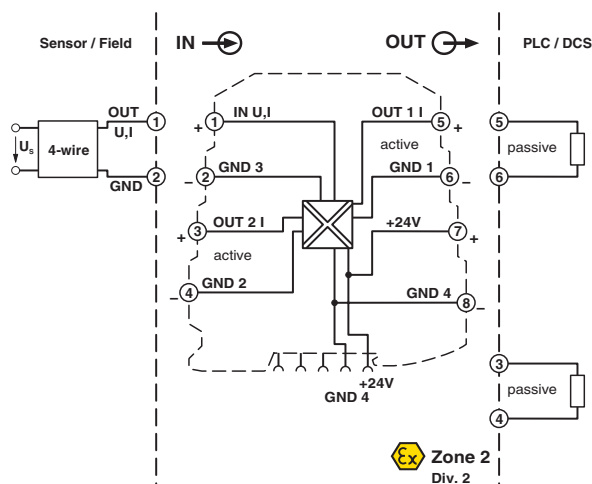 Sensor / Field
IN
OUT
PLC / DCS
OUT
1
U,I
Us
4-wire
2
GND
+
1
IN U,I
OUT 1 I
5
+
active
−
2
GND 3
GND 1
6
−
+
3
OUT 2 I
+24V
7
+
active
−
4
GND 2
GND 4
8
−
+24V
GND 4
5
passive
6
3
passive
4
Ex
Zone 2
Div. 2